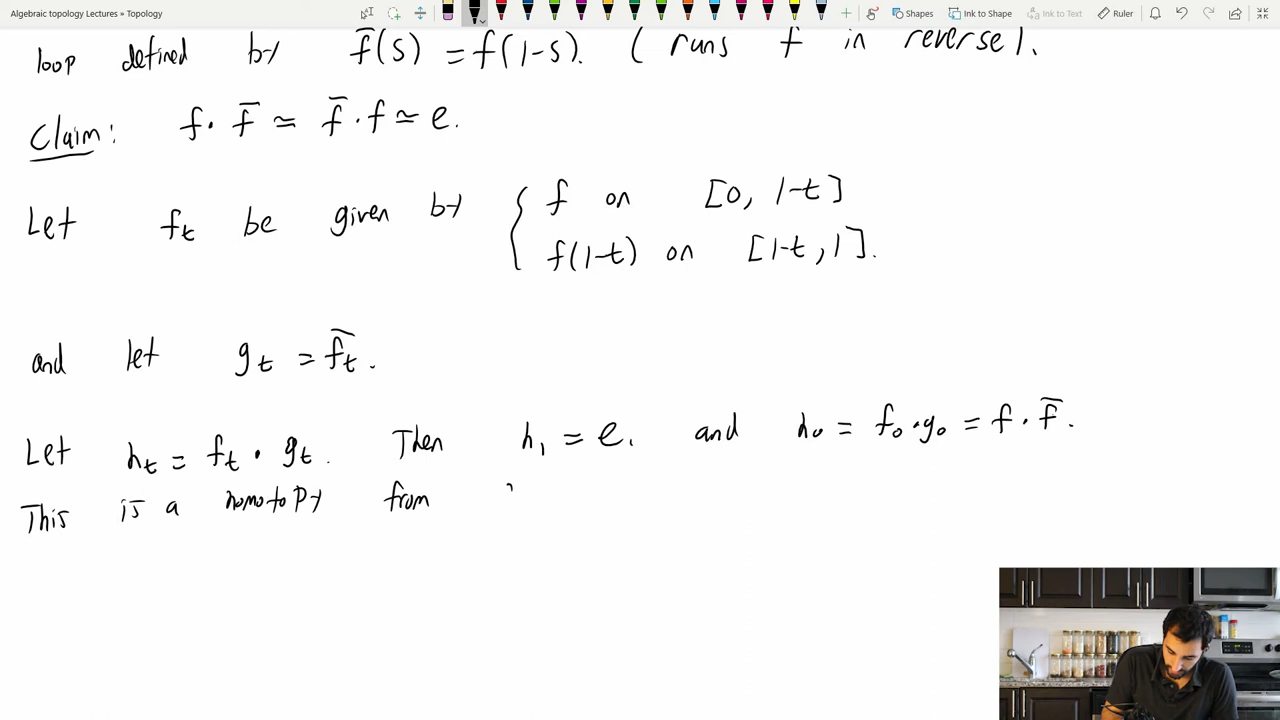 Algebraic topology Lectures » Topology
Shapes Ink to Shape Ink to Text Ruler
loop defined by f̄(s) = f(1-s). ( runs f in reverse).
Claim: f · f̄ ≃ f̄ · f ≃ e.
Let f_t be given by { f on [0, 1-t]
f(1-t) on [1-t, 1].
and let g_t = f̄_t.
Let h_t = f_t · g_t. Then h_1 = e. and h_0 = f_0 · g_0 = f · f̄.
This is a homotopy from